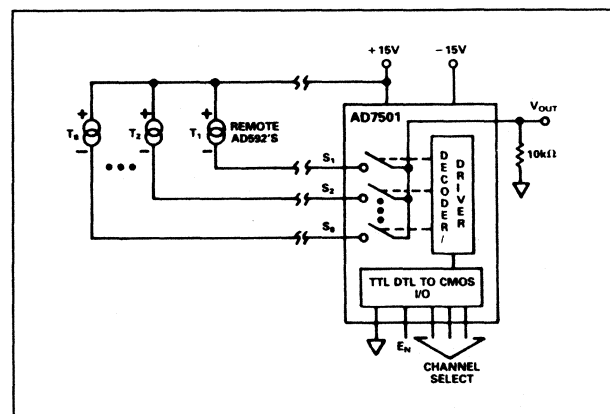 +15V
-15V
AD7501
VOUT
10kΩ
+
+
+
T8
T2
T1
-
-
-
REMOTE
AD592'S
S1
S2
S8
DECODER/
DRIVER
TTL DTL TO CMOS
I/O
EN
CHANNEL
SELECT